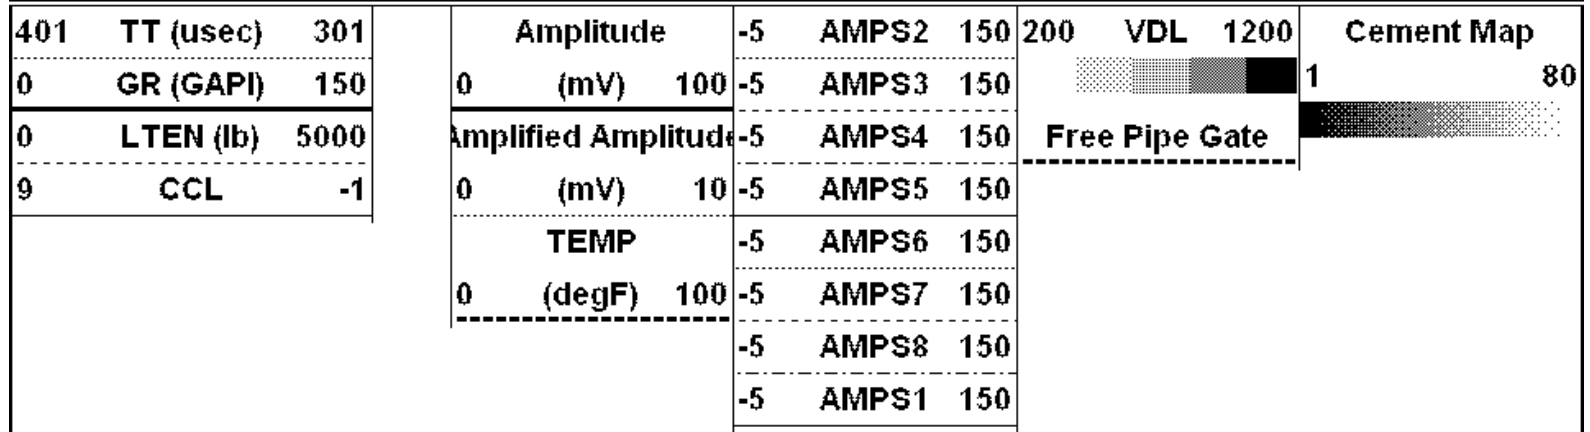 401 TT (usec) 301
0 GR (GAPI) 150
0 LTEN (lb) 5000
9 CCL -1
Amplitude
0 (mV) 100
Amplified Amplitude
0 (mV) 10
TEMP
0 (degF) 100
-5 AMPS2 150
-5 AMPS3 150
-5 AMPS4 150
-5 AMPS5 150
-5 AMPS6 150
-5 AMPS7 150
-5 AMPS8 150
-5 AMPS1 150
200 VDL 1200
Free Pipe Gate
Cement Map
1 80